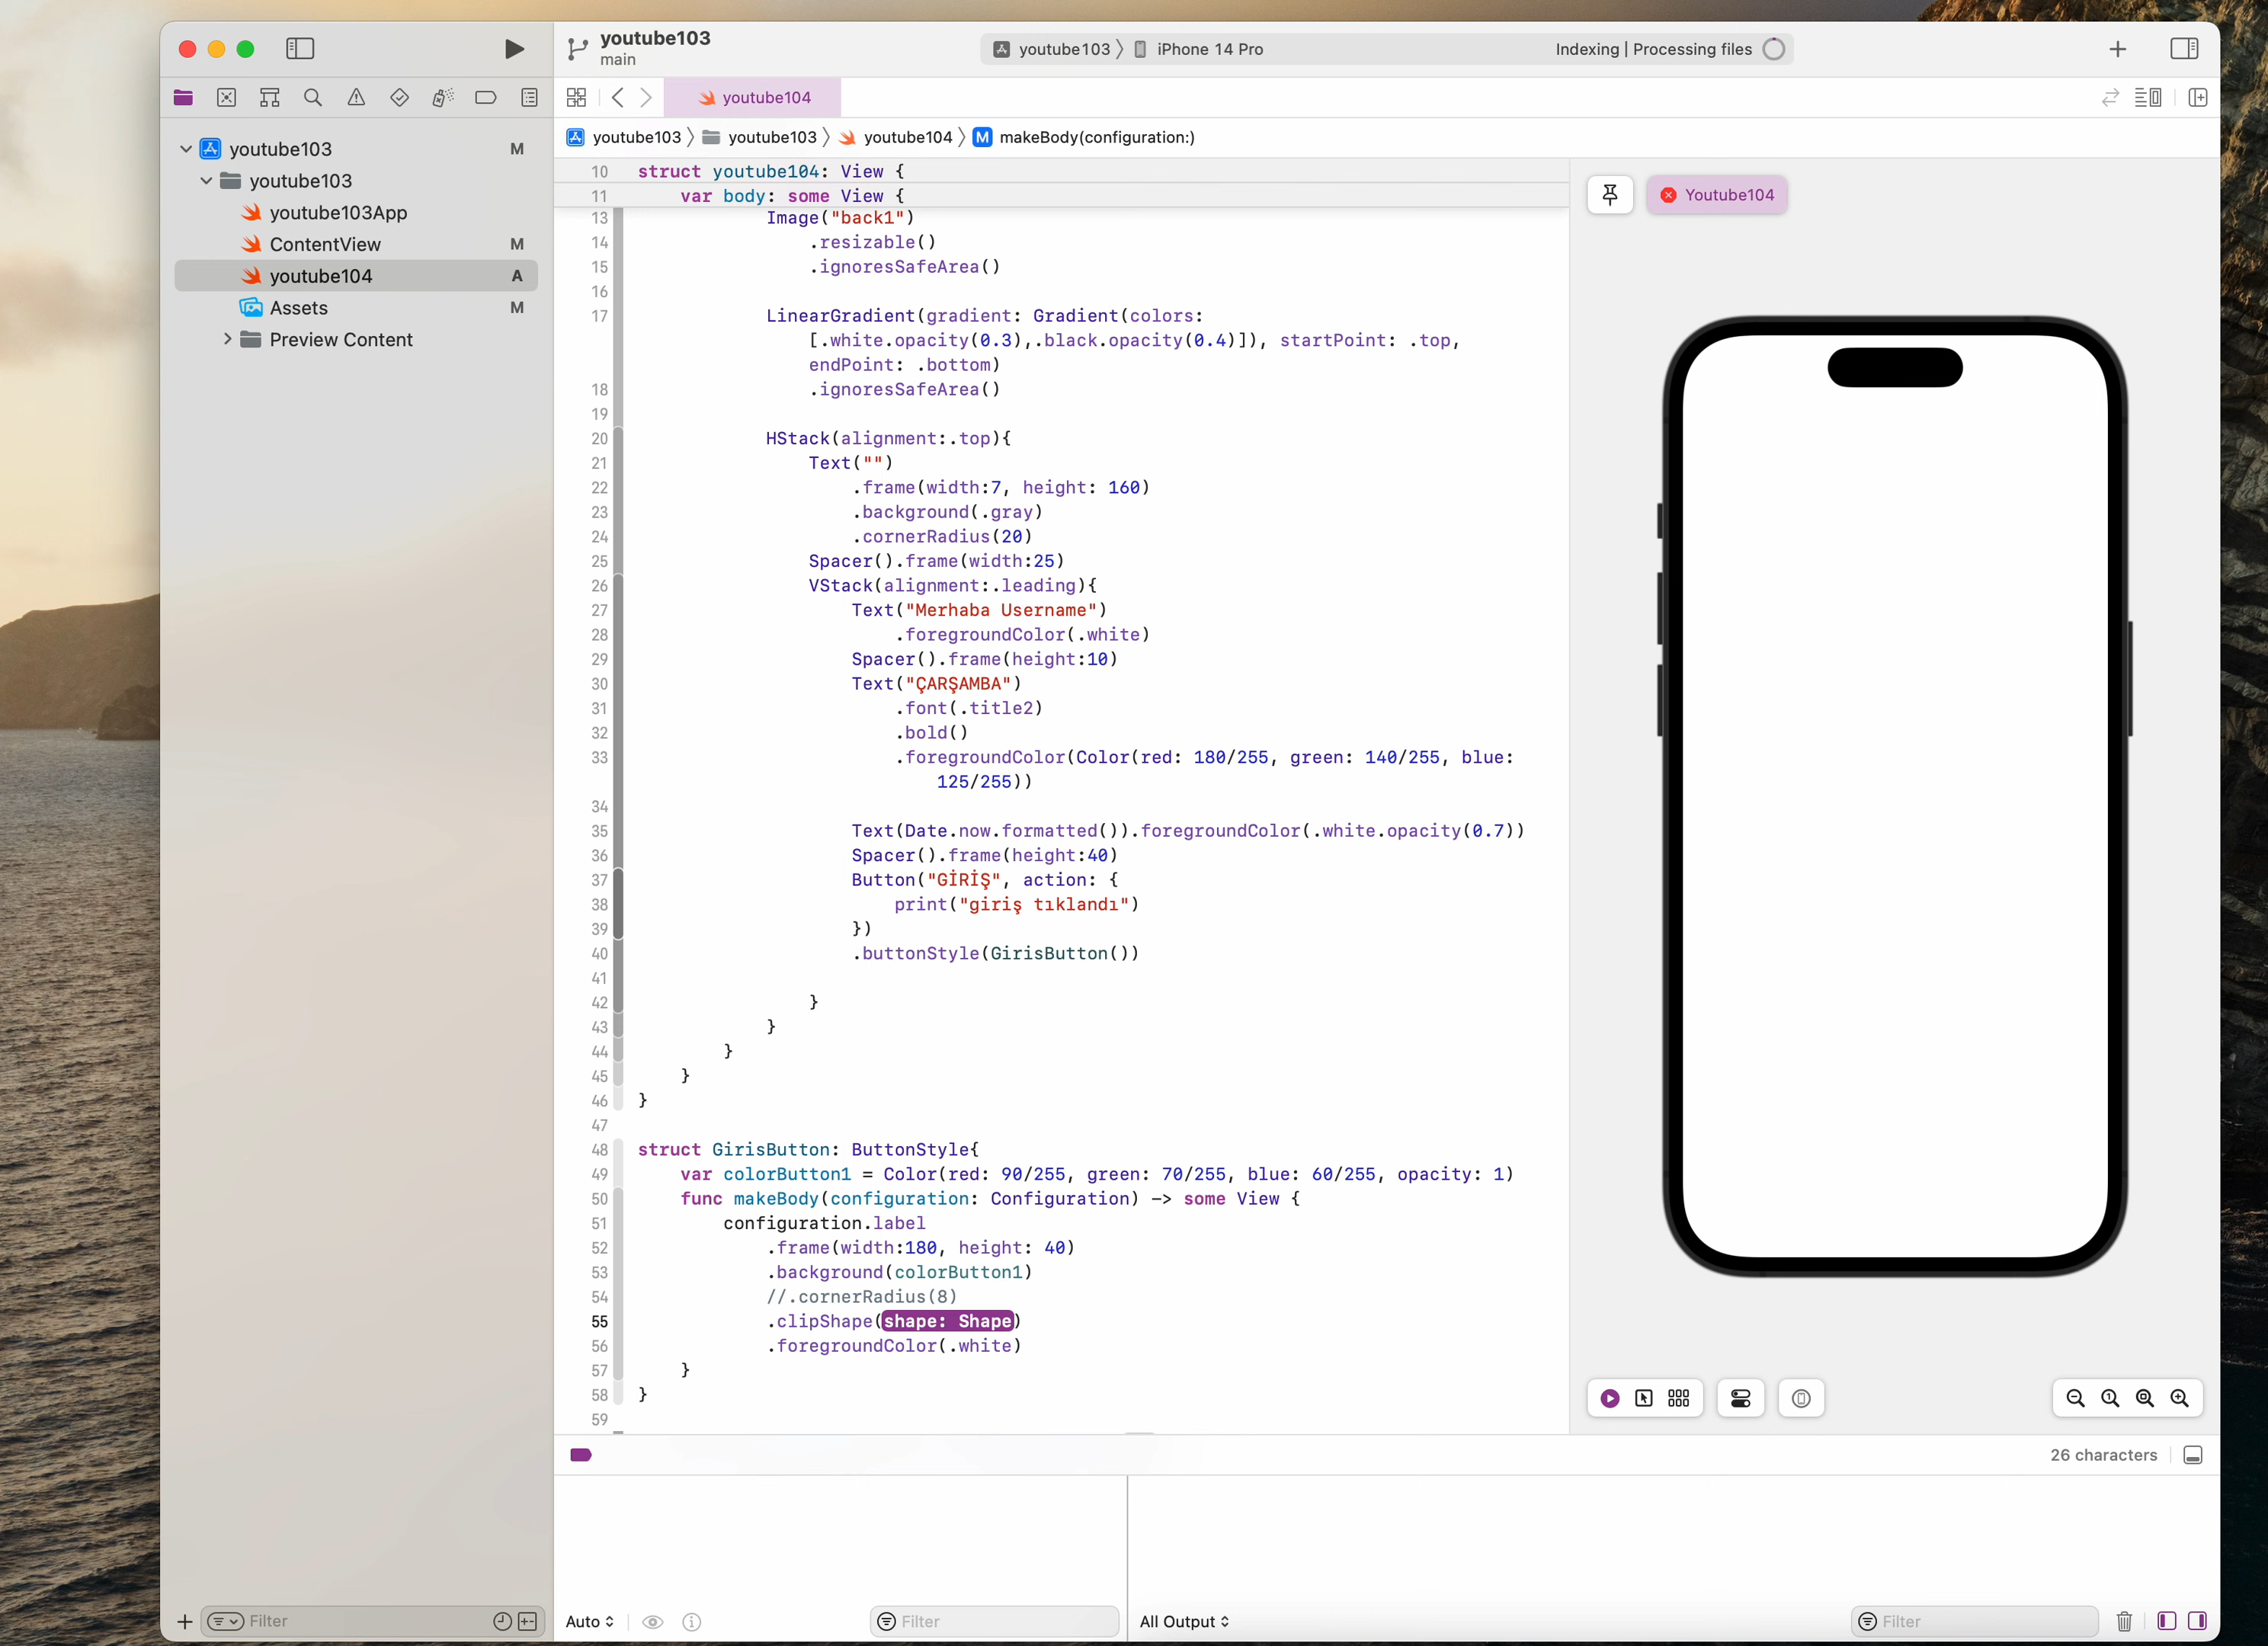 youtube103
main
youtube103 〉 iPhone 14 Pro
Indexing | Processing files
youtube104
youtube103 〉 youtube103 〉 youtube104 〉 M makeBody(configuration:)
youtube103 M
youtube103
youtube103App
ContentView M
youtube104 A
Assets M
Preview Content
10 struct youtube104: View {
11 var body: some View {
13 Image("back1")
14 .resizable()
15 .ignoresSafeArea()
16
17 LinearGradient(gradient: Gradient(colors:
[.white.opacity(0.3),.black.opacity(0.4)]), startPoint: .top,
endPoint: .bottom)
18 .ignoresSafeArea()
19
20 HStack(alignment:.top){
21 Text("")
22 .frame(width:7, height: 160)
23 .background(.gray)
24 .cornerRadius(20)
25 Spacer().frame(width:25)
26 VStack(alignment:.leading){
27 Text("Merhaba Username")
28 .foregroundColor(.white)
29 Spacer().frame(height:10)
30 Text("ÇARŞAMBA")
31 .font(.title2)
32 .bold()
33 .foregroundColor(Color(red: 180/255, green: 140/255, blue:
125/255))
34
35 Text(Date.now.formatted()).foregroundColor(.white.opacity(0.7))
36 Spacer().frame(height:40)
37 Button("GİRİŞ", action: {
38 print("giriş tıklandı")
39 })
40 .buttonStyle(GirisButton())
41
42 }
43 }
44 }
45 }
46 }
47
48 struct GirisButton: ButtonStyle{
49 var colorButton1 = Color(red: 90/255, green: 70/255, blue: 60/255, opacity: 1)
50 func makeBody(configuration: Configuration) -> some View {
51 configuration.label
52 .frame(width:180, height: 40)
53 .background(colorButton1)
54 //.cornerRadius(8)
55 .clipShape(shape: Shape)
56 .foregroundColor(.white)
57 }
58 }
59
Youtube104
26 characters
Filter
Auto
Filter
All Output
Filter